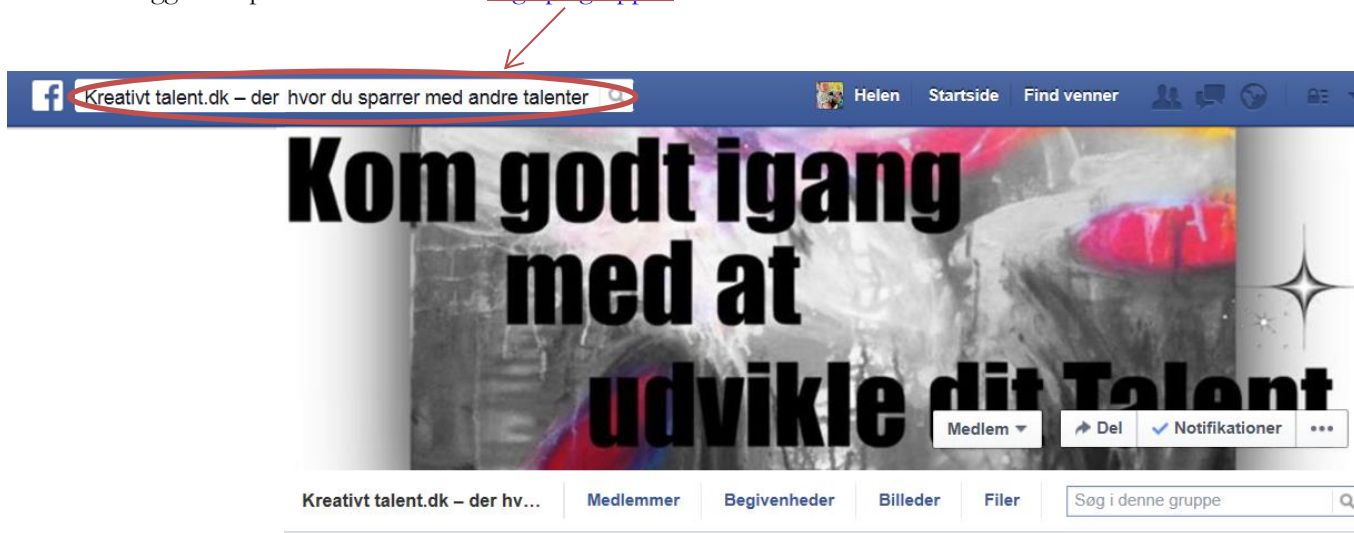 Kreativt talent.dk – der hvor du sparrer med andre talenter
Helen Startside Find venner
Kom godt igang
med at
udvikle dit Talent
Medlem Del Notifikationer
Kreativt talent.dk – der hv... Medlemmer Begivenheder Billeder Filer Søg i denne gruppe